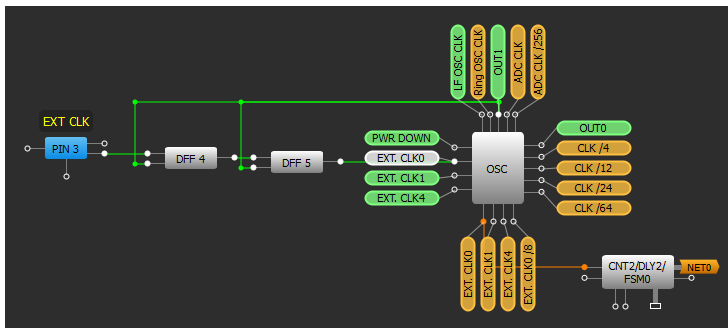 LF OSC CLK
Ring OSC CLK
OUT1
ADC CLK
ADC CLK /256
EXT CLK
PIN 3
DFF 4
DFF 5
PWR DOWN
EXT. CLK0
EXT. CLK1
EXT. CLK4
OSC
OUT0
CLK /4
CLK /12
CLK /24
CLK /64
EXT. CLK0
EXT. CLK1
EXT. CLK4
EXT. CLK0 /8
CNT2/DLY2/
FSM0
NET0